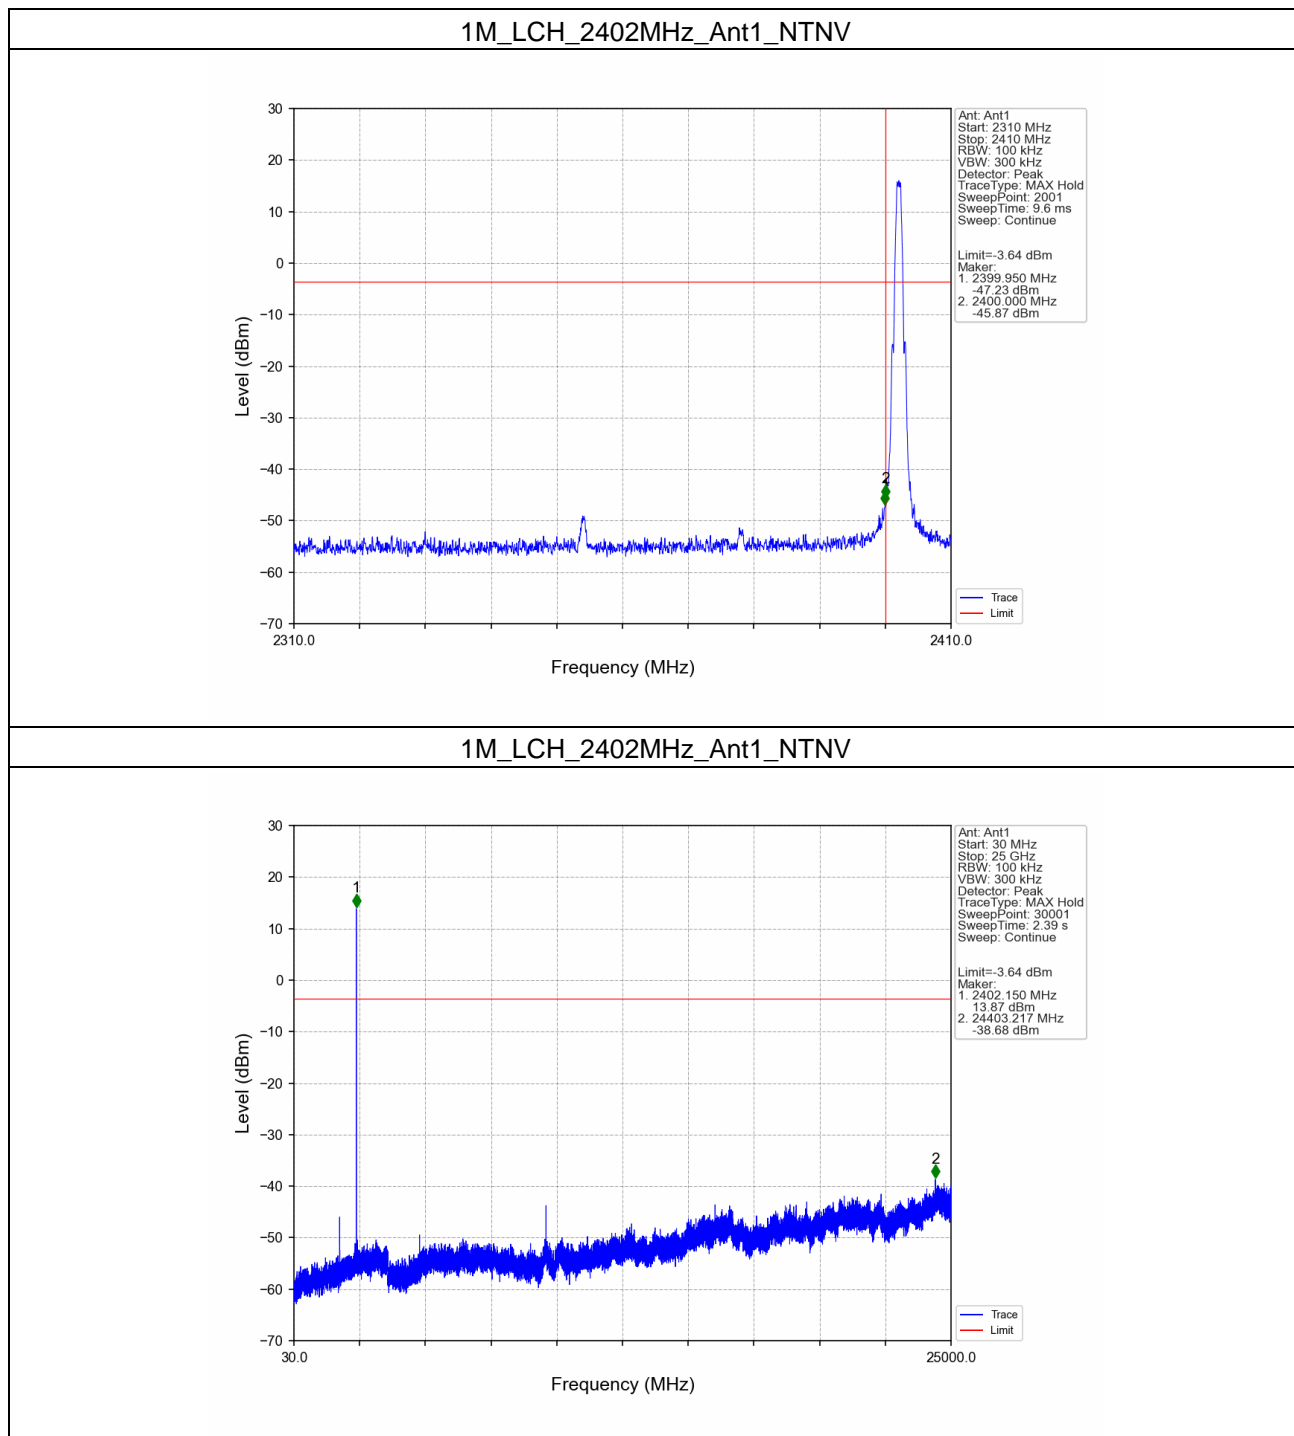 1M_LCH_2402MHz_Ant1_NTNV
30
20
10
0
−10
−20
−30
−40
−50
−60
−70
Level (dBm)
2
2310.0
2410.0
Frequency (MHz)
Ant: Ant1
Start: 2310 MHz
Stop: 2410 MHz
RBW: 100 kHz
VBW: 300 kHz
Detector: Peak
TraceType: MAX Hold
SweepPoint: 2001
SweepTime: 9.6 ms
Sweep: Continue
Limit=-3.64 dBm
Maker:
1. 2399.950 MHz
-47.23 dBm
2. 2400.000 MHz
-45.87 dBm
Trace
Limit
1M_LCH_2402MHz_Ant1_NTNV
30
20
10
0
−10
−20
−30
−40
−50
−60
−70
Level (dBm)
1
2
30.0
25000.0
Frequency (MHz)
Ant: Ant1
Start: 30 MHz
Stop: 25 GHz
RBW: 100 kHz
VBW: 300 kHz
Detector: Peak
TraceType: MAX Hold
SweepPoint: 30001
SweepTime: 2.39 s
Sweep: Continue
Limit=-3.64 dBm
Maker:
1. 2402.150 MHz
13.87 dBm
2. 24403.217 MHz
-38.68 dBm
Trace
Limit